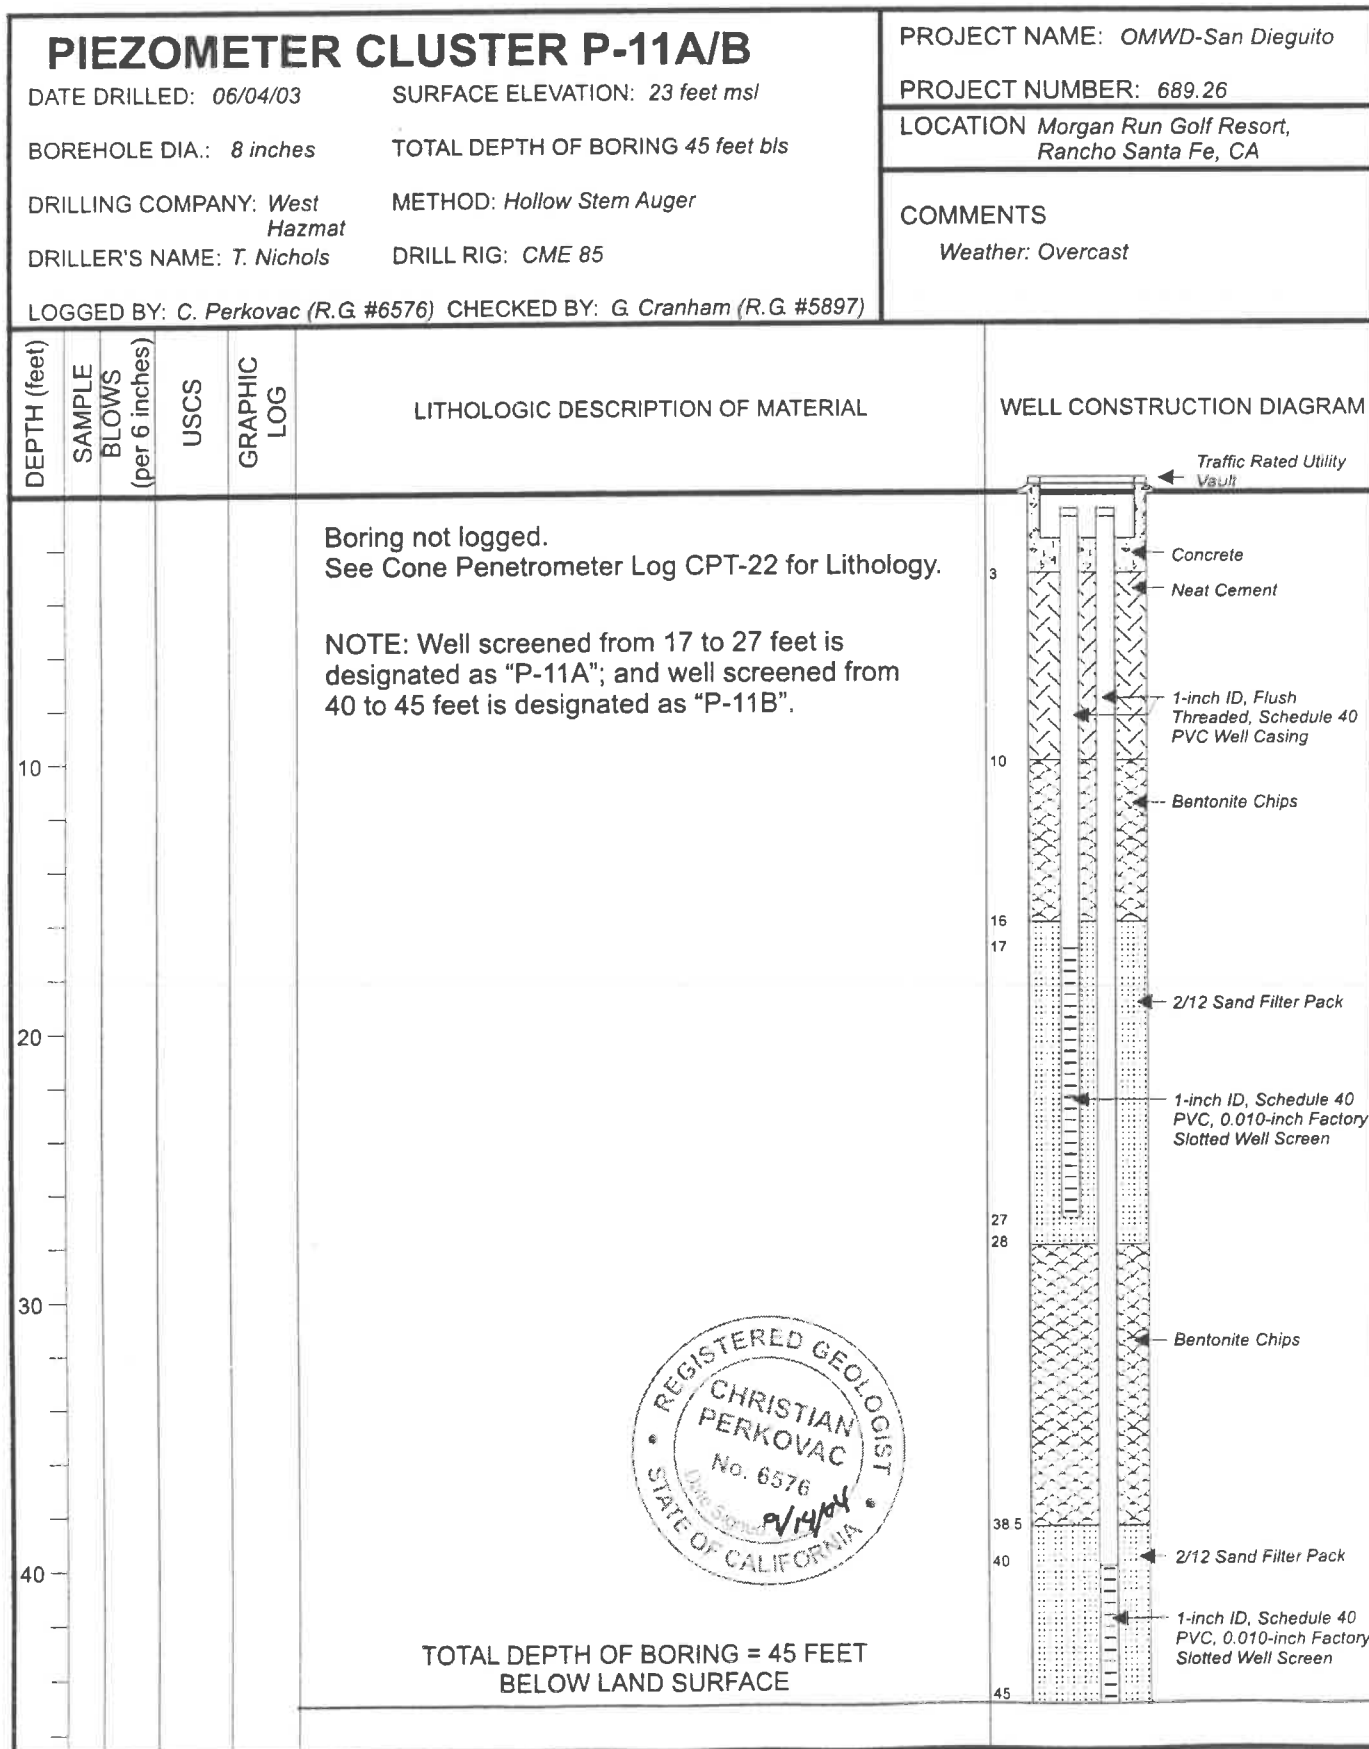 PIEZOMETER CLUSTER P-11A/B
DATE DRILLED: 06/04/03
SURFACE ELEVATION: 23 feet msl
BOREHOLE DIA.: 8 inches
TOTAL DEPTH OF BORING 45 feet bls
DRILLING COMPANY: West
Hazmat
METHOD: Hollow Stem Auger
DRILLER'S NAME: T. Nichols
DRILL RIG: CME 85
LOGGED BY: C. Perkovac (R.G. #6576) CHECKED BY: G. Cranham (R.G. #5897)
PROJECT NAME: OMWD-San Dieguito
PROJECT NUMBER: 689.26
LOCATION Morgan Run Golf Resort,
Rancho Santa Fe, CA
COMMENTS
Weather: Overcast
DEPTH (feet)
SAMPLE
BLOWS
(per 6 inches)
USCS
GRAPHIC
LOG
LITHOLOGIC DESCRIPTION OF MATERIAL
WELL CONSTRUCTION DIAGRAM
Traffic Rated Utility
Vault
Boring not logged.
See Cone Penetrometer Log CPT-22 for Lithology.
NOTE: Well screened from 17 to 27 feet is
designated as “P-11A”; and well screened from
40 to 45 feet is designated as “P-11B”.
Concrete
3
Neat Cement
1-inch ID, Flush
Threaded, Schedule 40
PVC Well Casing
10
10
Bentonite Chips
16
17
2/12 Sand Filter Pack
20
1-inch ID, Schedule 40
PVC, 0.010-inch Factory
Slotted Well Screen
27
28
30
Bentonite Chips
REGISTERED GEOLOGIST
CHRISTIAN
PERKOVAC
No. 6576
Date Signed
9/14/04
STATE OF CALIFORNIA
38.5
40
40
2/12 Sand Filter Pack
1-inch ID, Schedule 40
PVC, 0.010-inch Factory
Slotted Well Screen
TOTAL DEPTH OF BORING = 45 FEET
BELOW LAND SURFACE
45